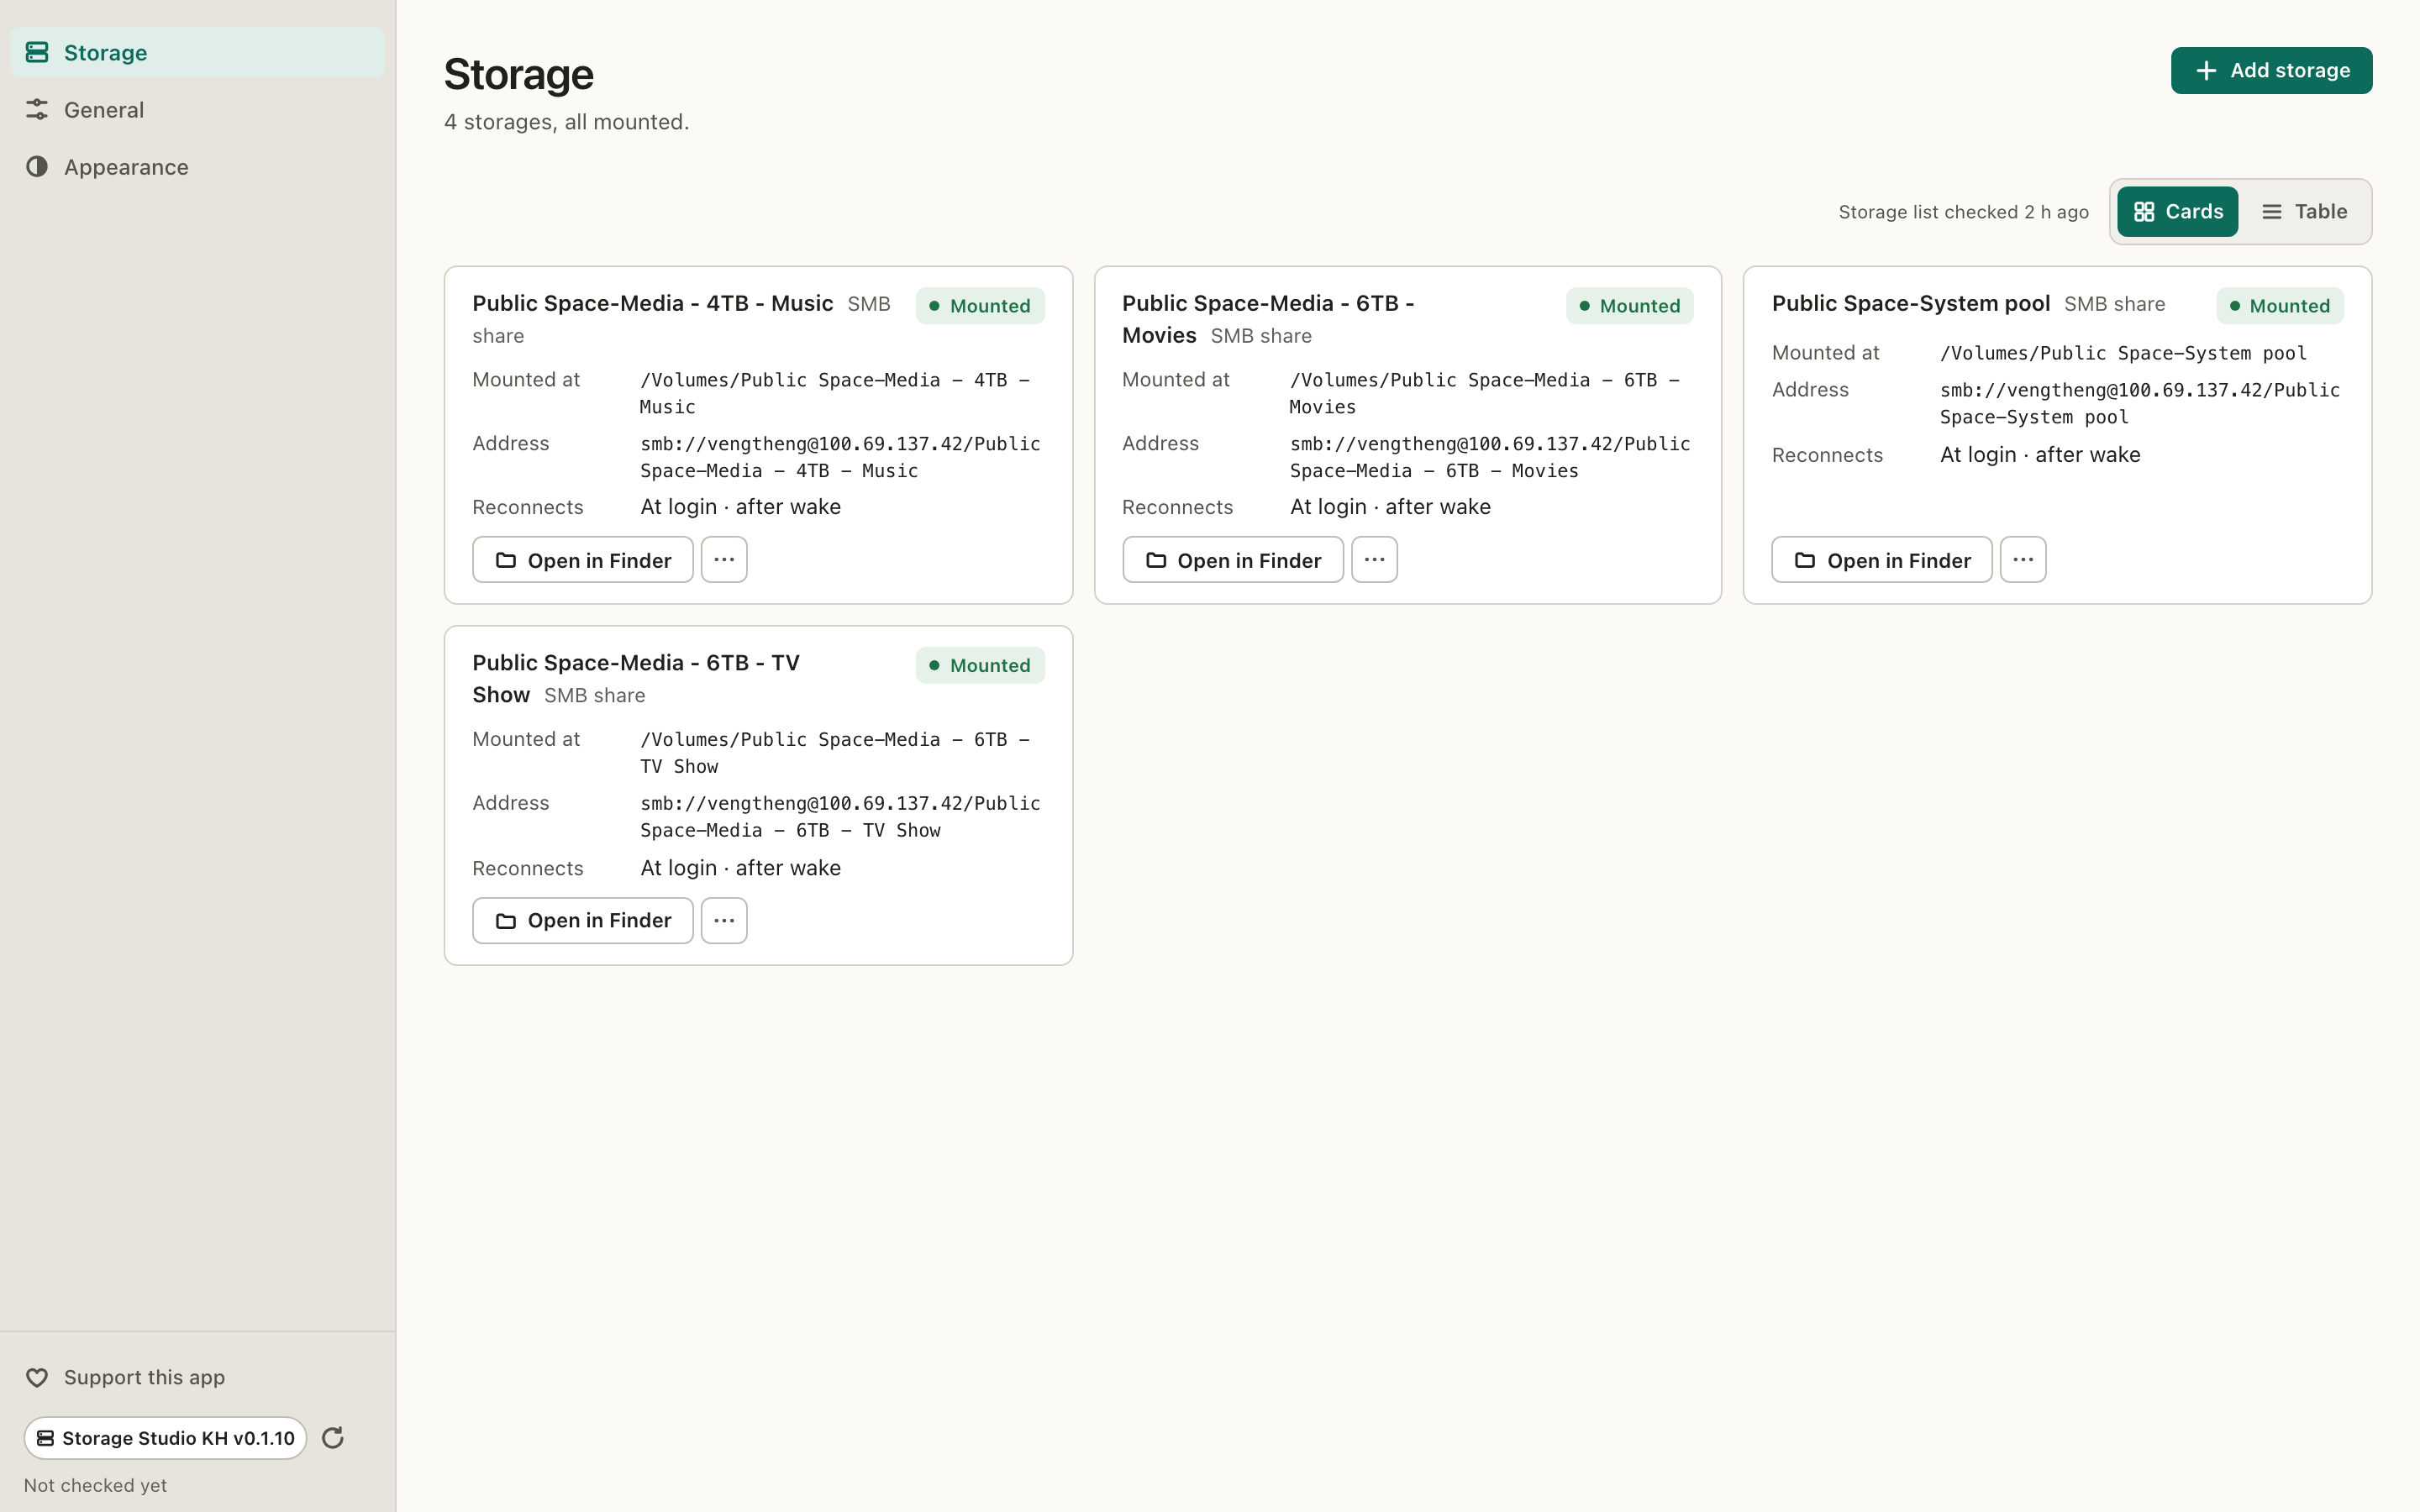 Storage
General
Appearance
Storage
4 storages, all mounted.
Add storage
Storage list checked 2 h ago
Cards
Table
Public Space-Media - 4TB - Music SMB
share
Mounted
Mounted at
/Volumes/Public Space-Media - 4TB -
Music
Address
smb://vengtheng@100.69.137.42/Public
Space-Media - 4TB - Music
Reconnects
At login · after wake
Open in Finder
Public Space-Media - 6TB -
Movies SMB share
Mounted
Mounted at
/Volumes/Public Space-Media - 6TB -
Movies
Address
smb://vengtheng@100.69.137.42/Public
Space-Media - 6TB - Movies
Reconnects
At login · after wake
Open in Finder
Public Space-System pool SMB share
Mounted
Mounted at
/Volumes/Public Space-System pool
Address
smb://vengtheng@100.69.137.42/Public
Space-System pool
Reconnects
At login · after wake
Open in Finder
Public Space-Media - 6TB - TV
Show SMB share
Mounted
Mounted at
/Volumes/Public Space-Media - 6TB -
TV Show
Address
smb://vengtheng@100.69.137.42/Public
Space-Media - 6TB - TV Show
Reconnects
At login · after wake
Open in Finder
Support this app
Storage Studio KH v0.1.10
Not checked yet